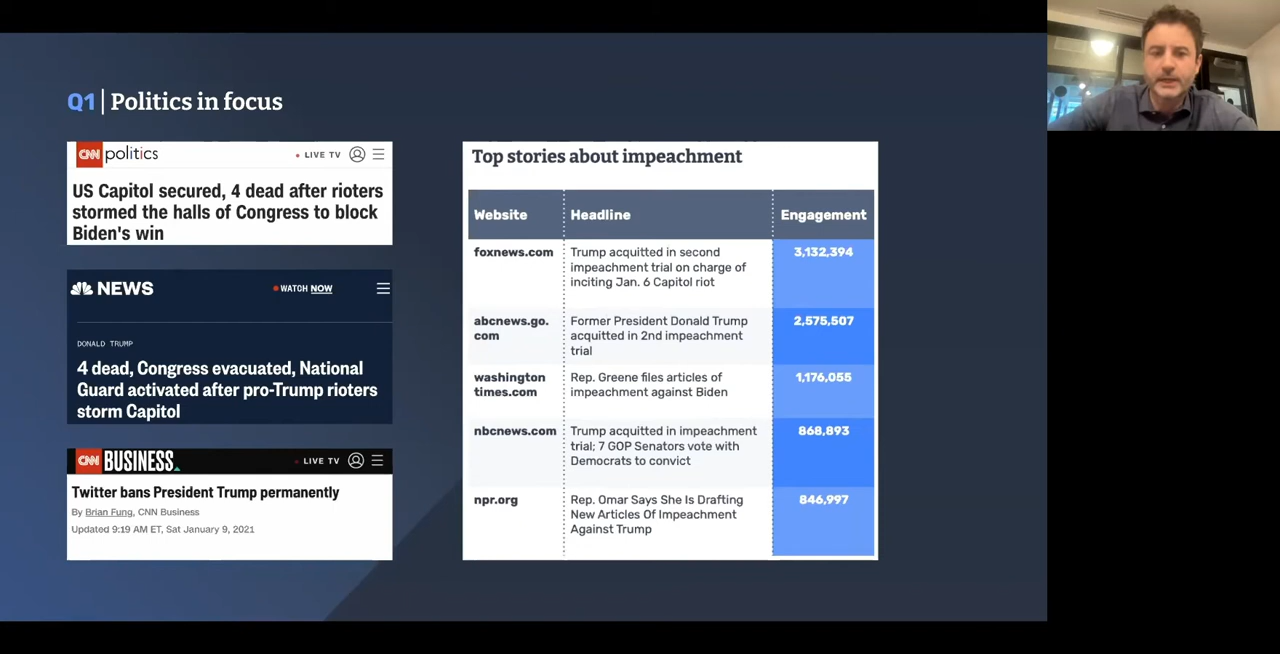 Q1 | Politics in focus
CNN politics
LIVE TV
US Capitol secured, 4 dead after rioters
stormed the halls of Congress to block
Biden's win
NEWS
WATCH NOW
DONALD TRUMP
4 dead, Congress evacuated, National
Guard activated after pro-Trump rioters
storm Capitol
CNN BUSINESS
LIVE TV
Twitter bans President Trump permanently
By Brian Fung, CNN Business
Updated 9:19 AM ET, Sat January 9, 2021
Top stories about impeachment
Website Headline Engagement
foxnews.com Trump acquitted in second 3,132,394
impeachment trial on charge of
inciting Jan. 6 Capitol riot
abcnews.go. Former President Donald Trump 2,575,507
com acquitted in 2nd impeachment
trial
washington Rep. Greene files articles of 1,176,055
times.com impeachment against Biden
nbcnews.com Trump acquitted in impeachment 868,893
trial; 7 GOP Senators vote with
Democrats to convict
npr.org Rep. Omar Says She Is Drafting 846,997
New Articles Of Impeachment
Against Trump